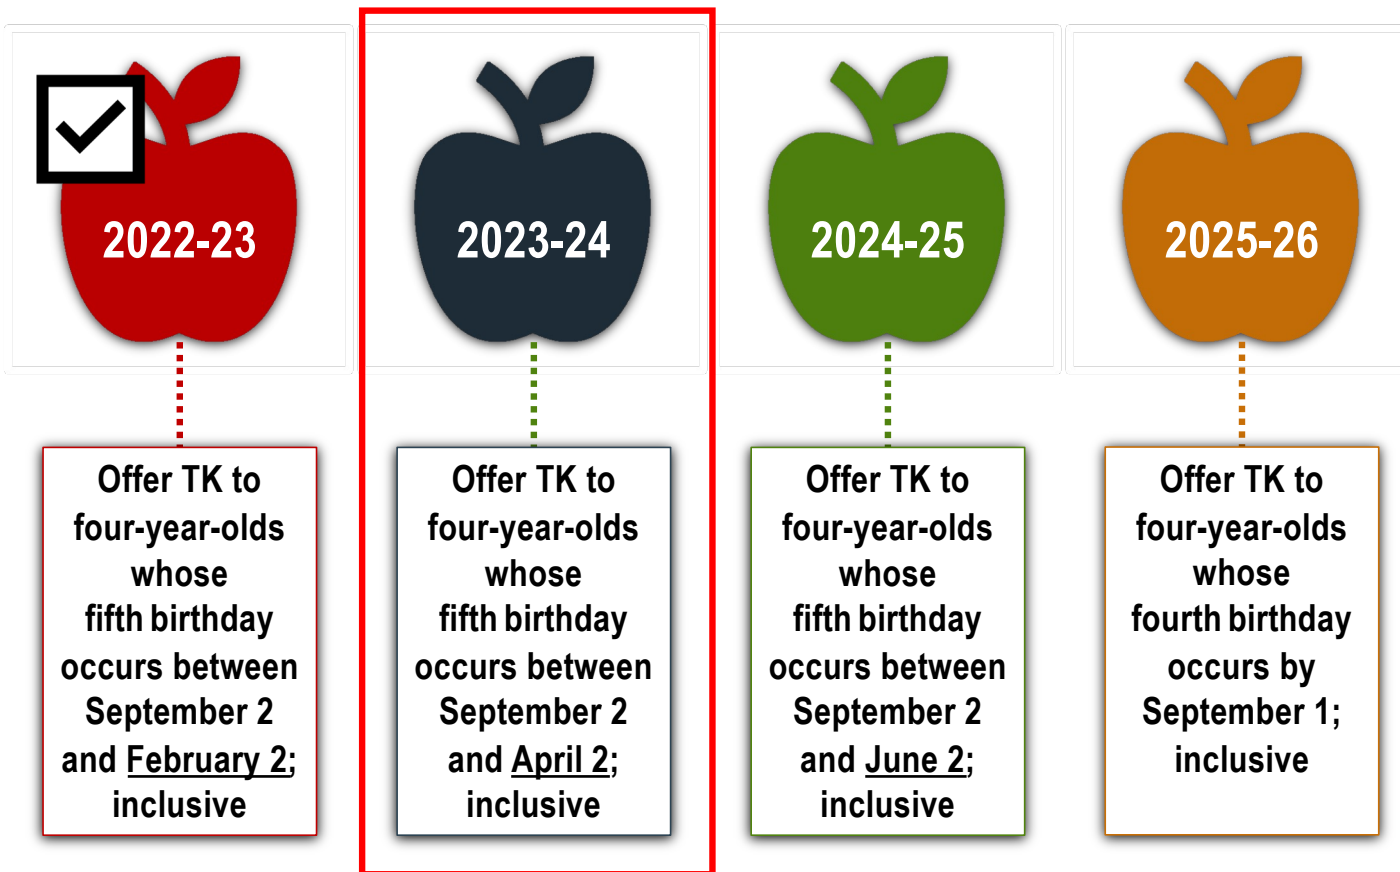 2022-23
2023-24
2024-25
2025-26
Offer TK to
four-year-olds
whose
fifth birthday
occurs between
September 2
and February 2;
inclusive
Offer TK to
four-year-olds
whose
fifth birthday
occurs between
September 2
and April 2;
inclusive
Offer TK to
four-year-olds
whose
fifth birthday
occurs between
September 2
and June 2;
inclusive
Offer TK to
four-year-olds
whose
fourth birthday
occurs by
September 1;
inclusive